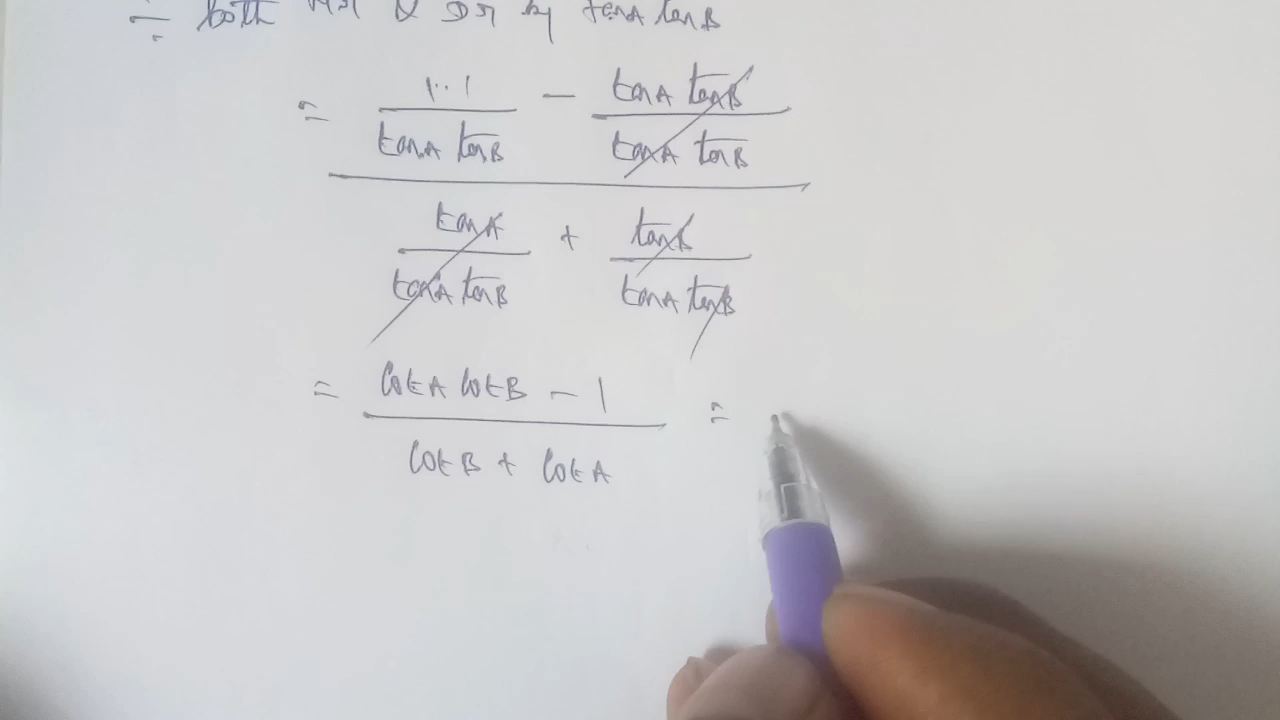 ÷ both Nr & Dr by tanA tanB
= 1 / (tanA tanB) − (tanA tanB) / (tanA tanB)
tanA / (tanA tanB) + tanB / (tanA tanB)
= cotA cotB − 1 =
cotB + cotA